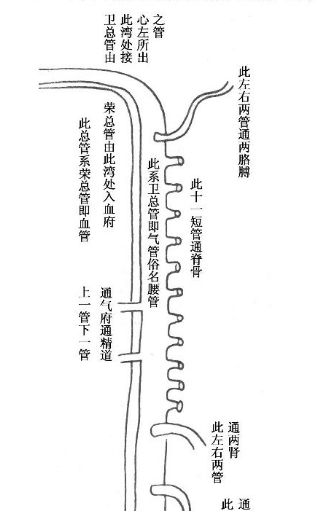 卫总管由
此湾处接
心左所出
之管
此左右两管通两胳膊
荣总管由此湾处入血府
此总管系荣总管即血管
此系卫总管即气管俗名腰管
此十一短管通脊骨
上一管下一管
通气府通精道
此左右两管
通两肾
此
通